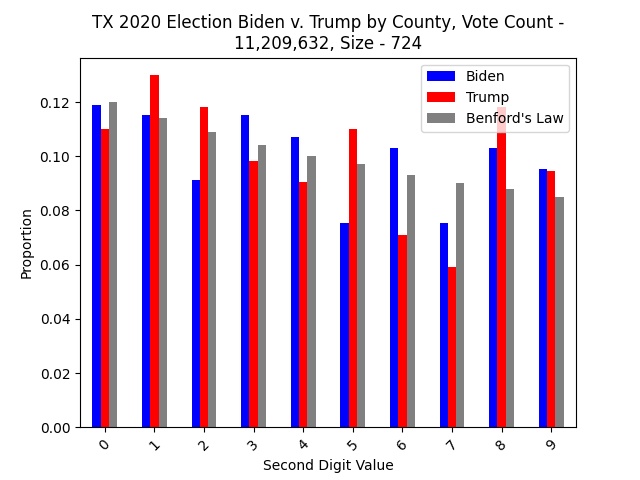 TX 2020 Election Biden v. Trump by County, Vote Count -
11,209,632, Size - 724
Biden
Trump
Benford's Law
Proportion
0.12
0.10
0.08
0.06
0.04
0.02
0.00
0 1 2 3 4 5 6 7 8 9
Second Digit Value